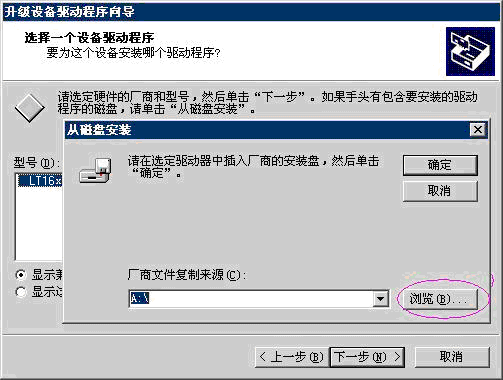 升级设备驱动程序向导
选择一个设备驱动程序
要为这个设备安装哪个驱动程序?
请选定硬件的厂商和型号，然后单击“下一步”。如果手头有包含要安装的驱动
程序的磁盘，请单击“从磁盘安装”。
从磁盘安装
请在选定驱动器中插入厂商的安装盘，然后单击
“确定”。
确定
取消
型号(D):
LT16x
厂商文件复制来源(C):
显示兼
A:\
浏览(B)...
显示这
< 上一步(B)
下一步(N) >
取消